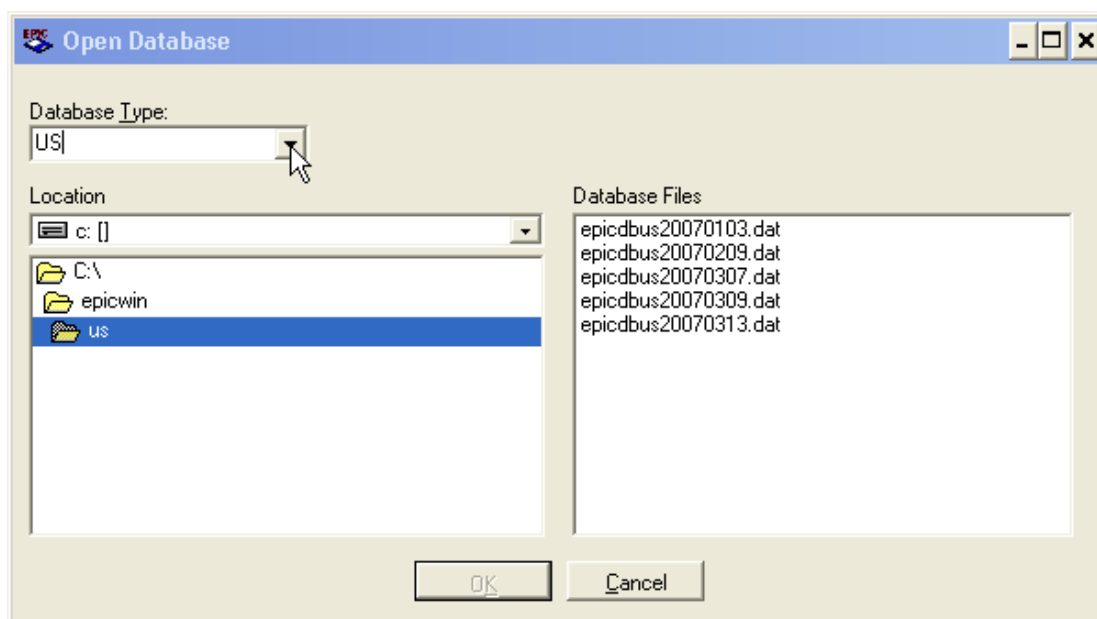 EPIC
Open Database
Database Type:
US
Location
c: []
C:\
epicwin
us
Database Files
epicdbus20070103.dat
epicdbus20070209.dat
epicdbus20070307.dat
epicdbus20070309.dat
epicdbus20070313.dat
OK
Cancel